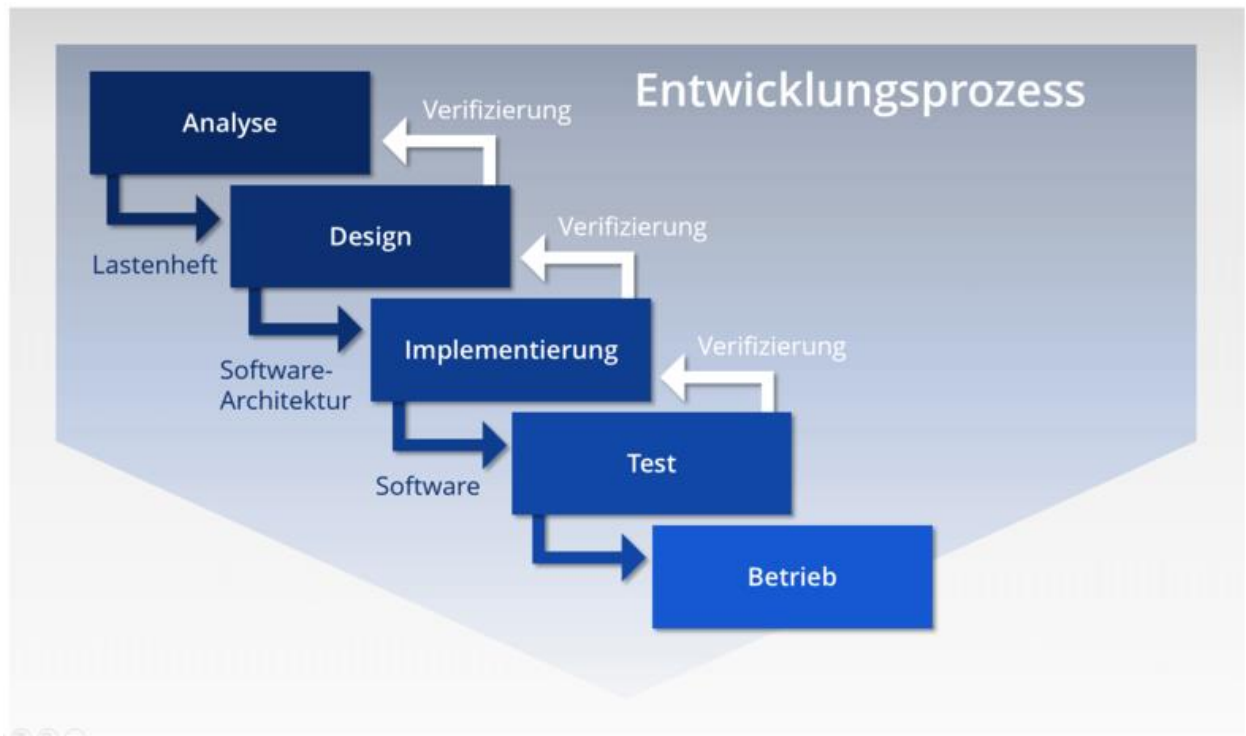 Entwicklungsprozess
Analyse
Verifizierung
Lastenheft
Design
Verifizierung
Software-
Architektur
Implementierung
Verifizierung
Software
Test
Betrieb